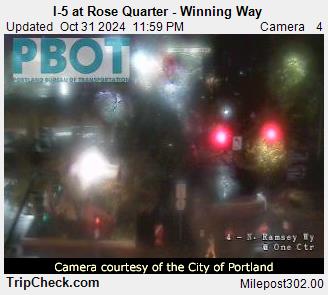 I-5 at Rose Quarter - Winning Way
Updated Oct 31 2024 11:59 PM Camera 4
PBOT
PORTLAND BUREAU OF TRANSPORTATION
4 - N. Ramsey Wy
@ One Ctr
Camera courtesy of the City of Portland
TripCheck.com Milepost302.00